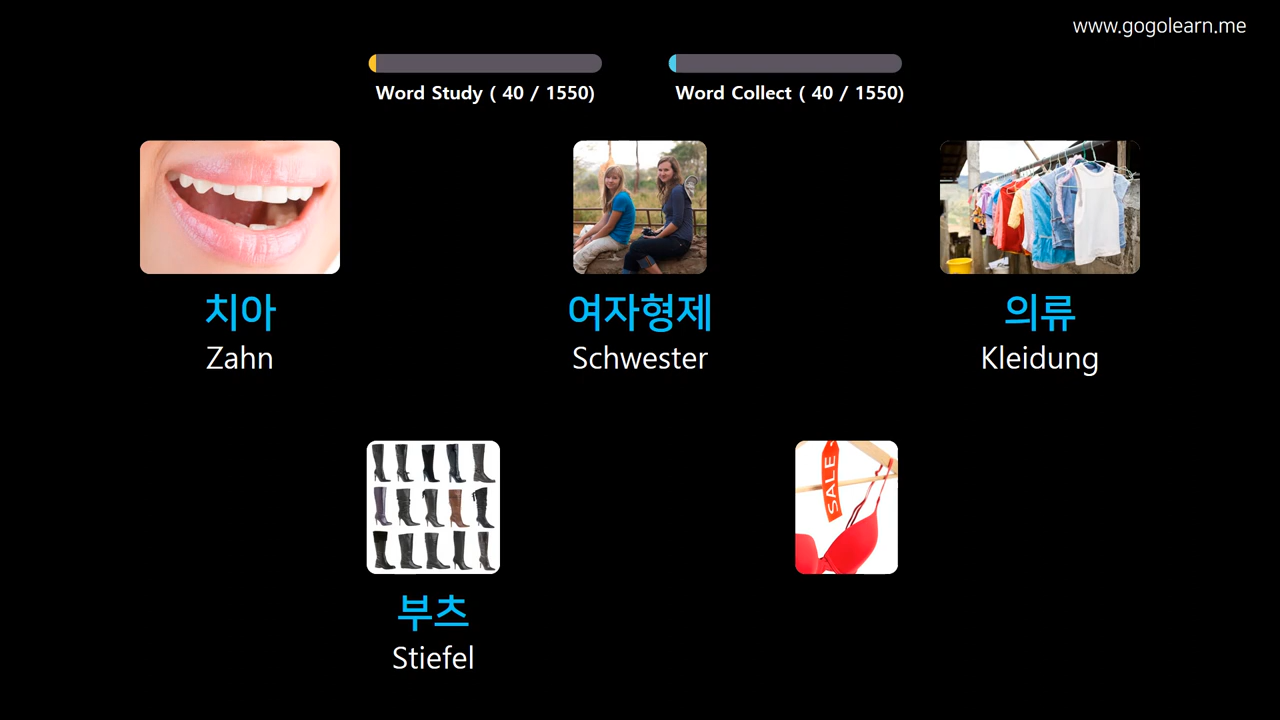 www.gogolearn.me
Word Study ( 40 / 1550)
Word Collect ( 40 / 1550)
치아
Zahn
여자형제
Schwester
의류
Kleidung
SALE
부츠
Stiefel